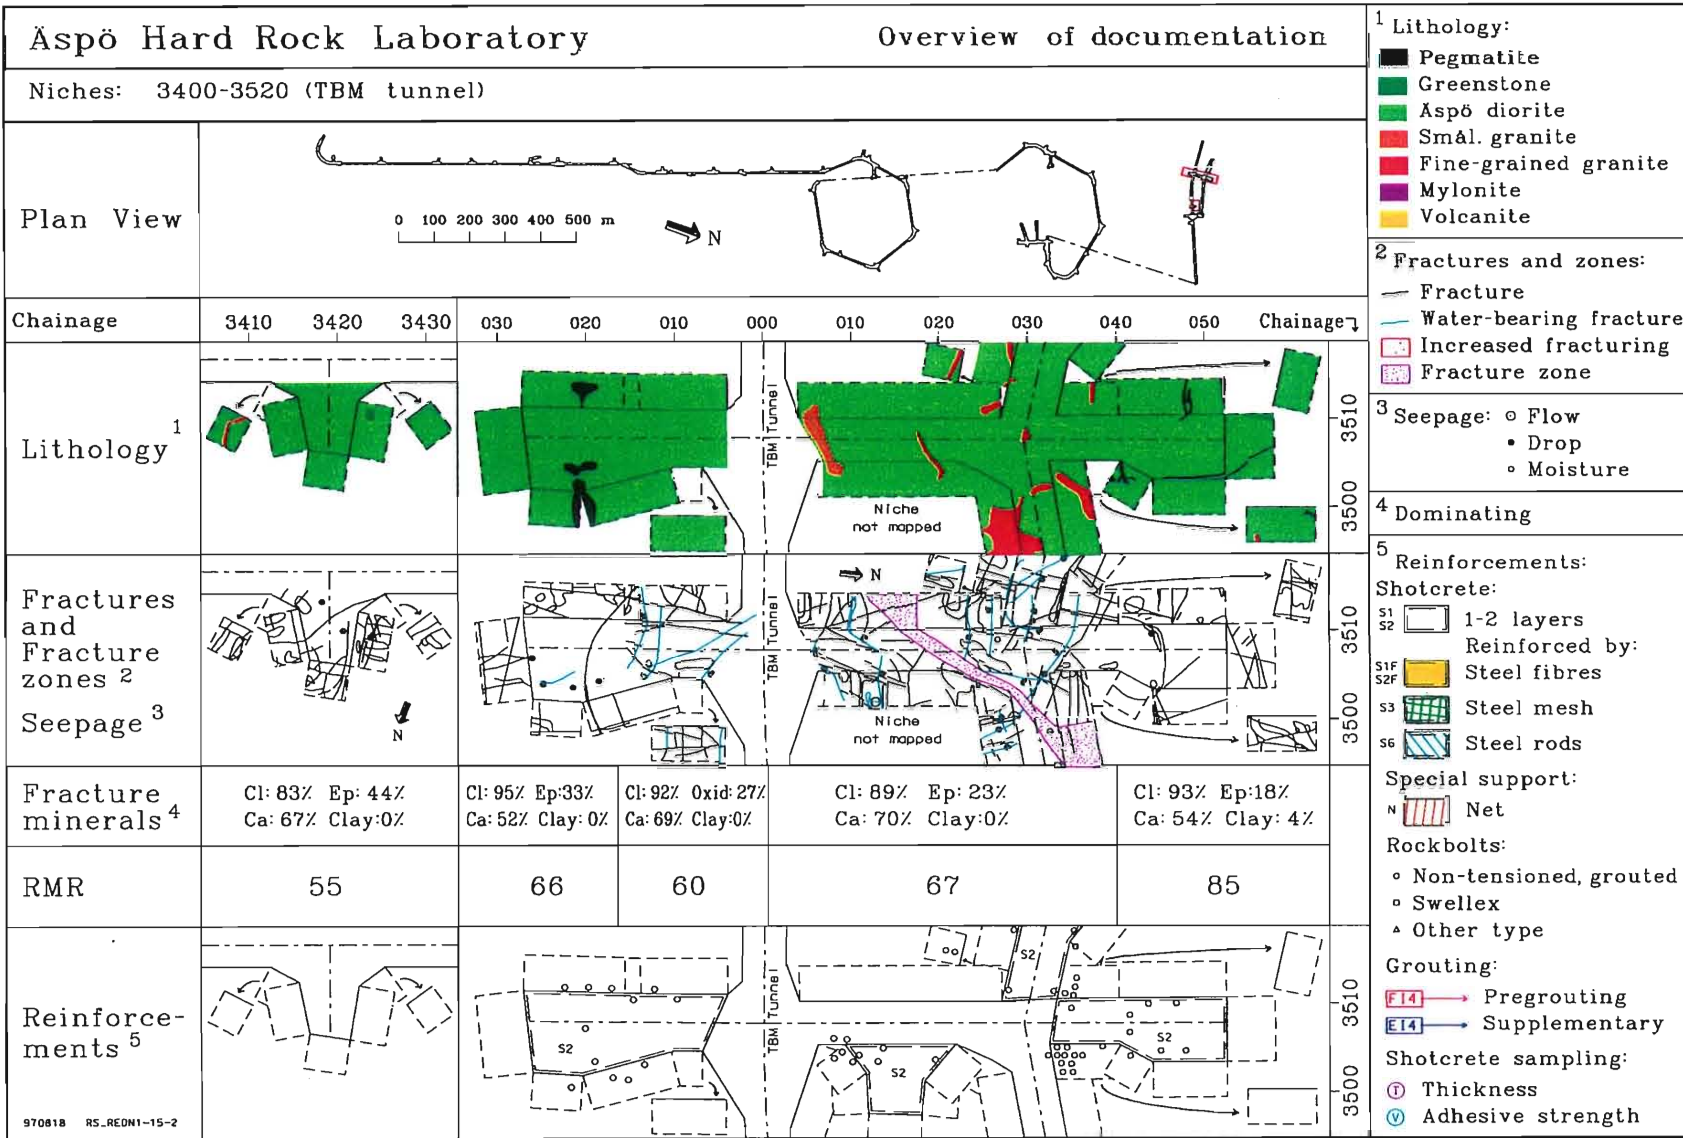 Äspö Hard Rock Laboratory
Overview of documentation
Niches: 3400-3520 (TBM tunnel)
Plan View
0 100 200 300 400 500 m
N
Chainage
3410 3420 3430
030 020 010 000 010 020 030 040 050
Chainage
Lithology 1
TBM Tunnel
Niche
not mapped
3510
3500
Fractures
and
Fracture
zones 2
Seepage 3
N
TBM Tunnel
N
Niche
not mapped
3510
3500
Fracture
minerals 4
Cl: 83% Ep: 44%
Ca: 67% Clay:0%
Cl: 95% Ep:33%
Ca: 52% Clay: 0%
Cl: 92% Oxid: 27%
Ca: 69% Clay:0%
Cl: 89% Ep: 23%
Ca: 70% Clay:0%
Cl: 93% Ep:18%
Ca: 54% Clay: 4%
RMR
55
66
60
67
85
Reinforce-
ments 5
S2
TBM Tunnel
S2
S2
S2
3510
3500
970818 RS_REDN1-15-2
1 Lithology:
Pegmatite
Greenstone
Äspö diorite
Smål. granite
Fine-grained granite
Mylonite
Volcanite
2 Fractures and zones:
Fracture
Water-bearing fracture
Increased fracturing
Fracture zone
3 Seepage: Flow
Drop
Moisture
4 Dominating
5
Reinforcements:
Shotcrete:
S1
S2
1-2 layers
Reinforced by:
S1F
S2F
Steel fibres
S3 Steel mesh
S6 Steel rods
Special support:
N Net
Rockbolts:
Non-tensioned, grouted
Swellex
Other type
Grouting:
F14 Pregrouting
E14 Supplementary
Shotcrete sampling:
T Thickness
V Adhesive strength